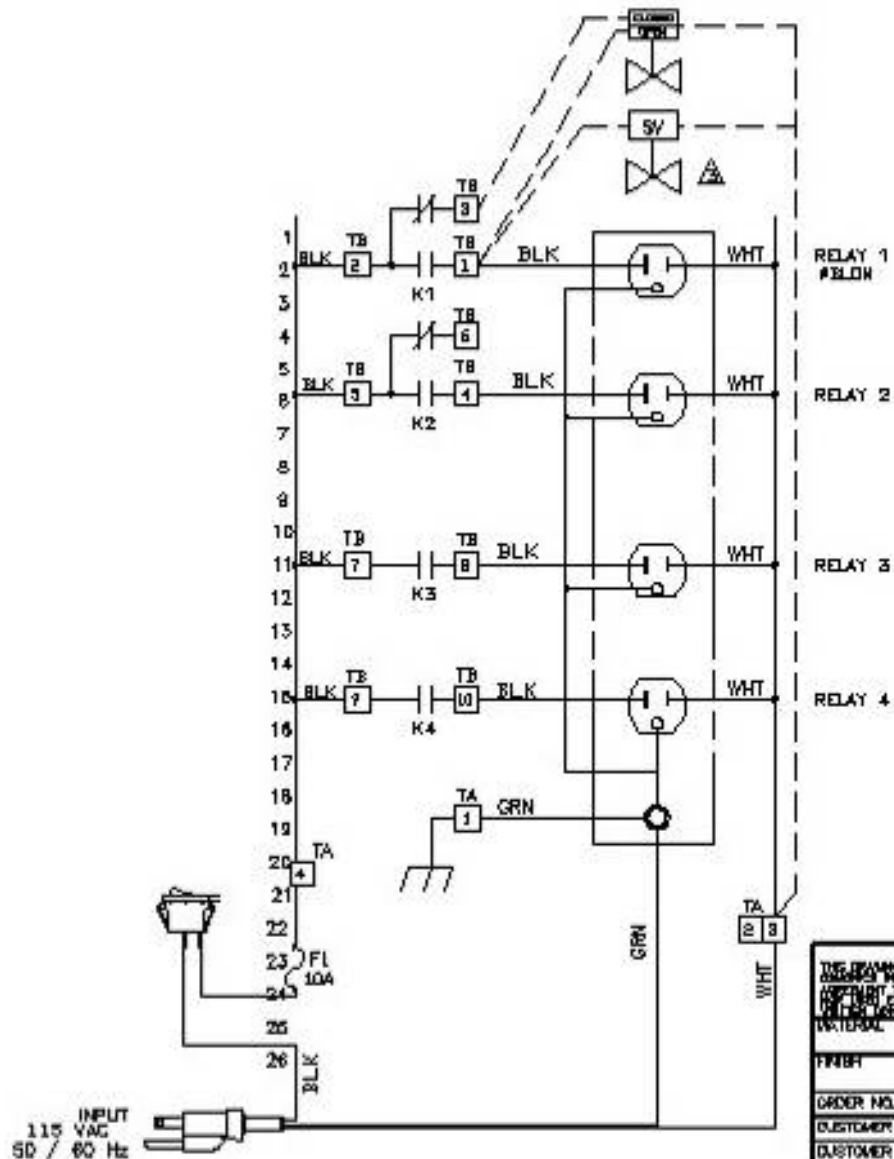 CLOSED
OPEN
SV
3
TB
3
1
TB
TB
2
BLK
2
1
BLK
WHT
RELAY 1
K1
3
4
TB
6
5
TB
TB
6
BLK
5
4
BLK
WHT
RELAY 2
K2
7
8
9
10
TB
TB
11
BLK
7
8
BLK
WHT
RELAY 3
K3
12
13
14
TB
TB
15
BLK
9
10
BLK
WHT
RELAY 4
K4
16
17
18
TA
1
GRN
19
20
TA
4
21
22
TA
2 3
23
F1
10A
24
GRN
WHT
25
26
BLK
INPUT
115 VAC
50 / 60 Hz
MATERIAL
FINISH
ORDER NO.
CUSTOMER
CUSTOMER